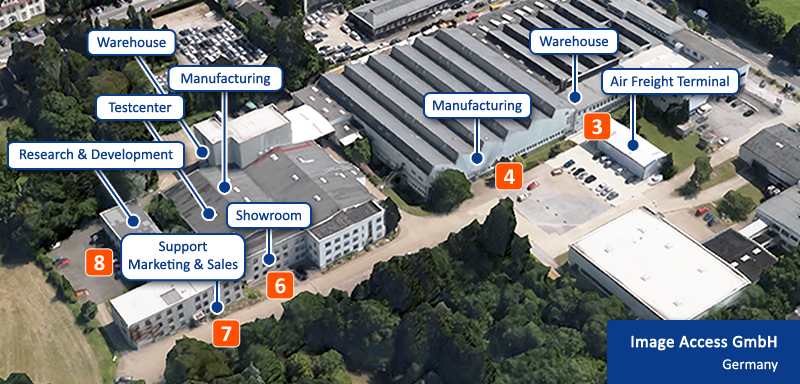 Warehouse
Warehouse
Manufacturing
Air Freight Terminal
Testcenter
Manufacturing
3
Research & Development
4
Showroom
Support
Marketing & Sales
8
6
7
Image Access GmbH
Germany